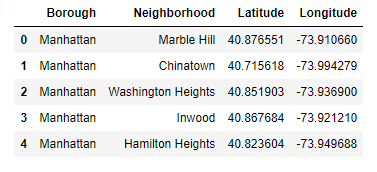 Borough Neighborhood Latitude Longitude
0 Manhattan Marble Hill 40.876551 -73.910660
1 Manhattan Chinatown 40.715618 -73.994279
2 Manhattan Washington Heights 40.851903 -73.936900
3 Manhattan Inwood 40.867684 -73.921210
4 Manhattan Hamilton Heights 40.823604 -73.949688